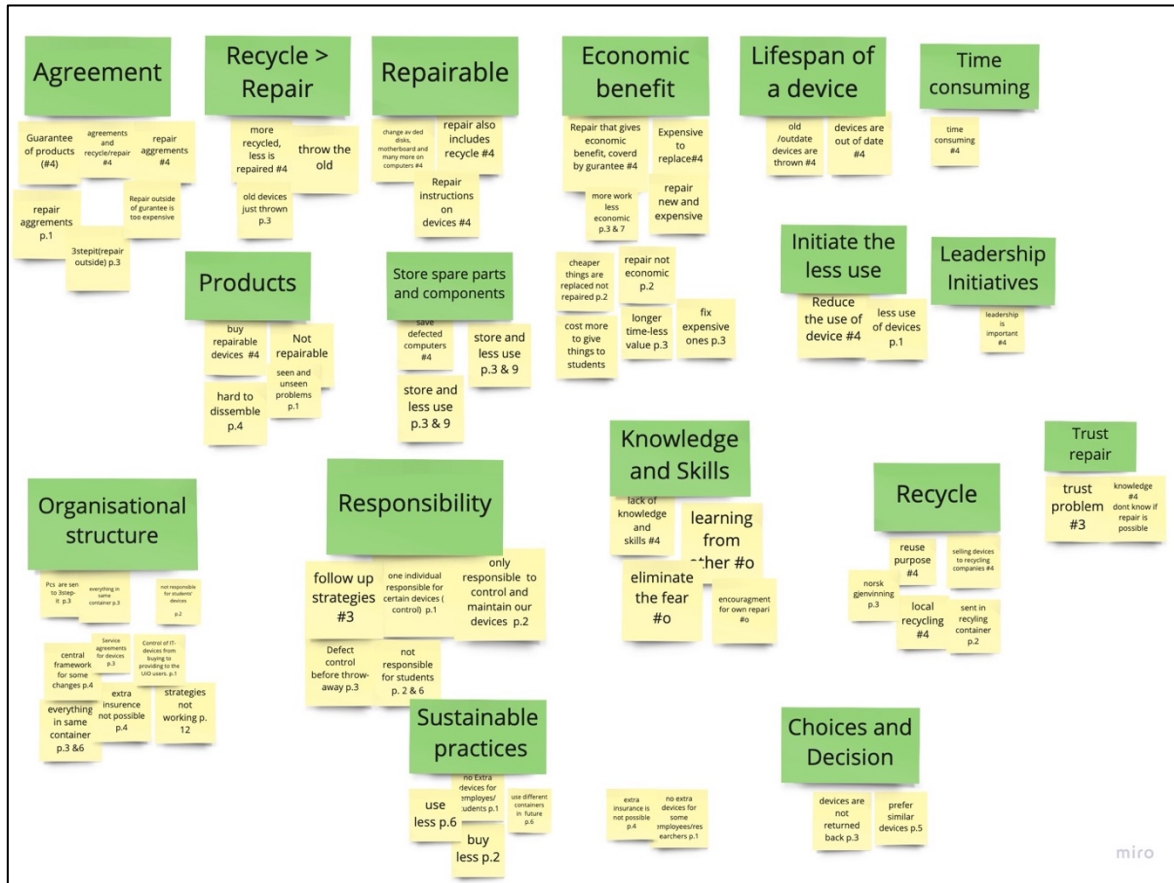 Agreement
Guarantee
of products
(#4)
agreements
and
recycle/repair
#4
repair
aggrements
#4
repair
aggrements
p.1
Repair outside
of gurantee is
too expensive
3stepit(repair
outside) p.3
Recycle >
Repair
more
recycled,
less is
repaired #4
throw the
old
old devices
just thrown
p.3
Repairable
change av ded
disks,
motherboard and
many more on
computers #4
repair also
includes
recycle #4
Repair
instructions
on
devices #4
Economic
benefit
Repair that gives
economic
benefit, coverd
by gurantee #4
Expensive
to
replace#4
more work
less
economic
p.3 & 7
repair
new and
expensive
cheaper
things are
replaced not
repaired p.2
repair not
economic
p.2
cost more
to give
things to
students
longer
time-less
value p.3
fix
expensive
ones p.3
Lifespan of
a device
old
/outdate
devices are
thrown #4
devices are
out of date
#4
Time
consuming
time
consuming
#4
Products
buy
repairable
devices #4
Not
repairable
seen and
unseen
problems
p.1
hard to
dissemble
p.4
Store spare parts
and components
save
defected
computers
#4
store and
less use
p.3 & 9
store and
less use
p.3 & 9
Initiate the
less use
Reduce
the use of
device #4
less use
of devices
p.1
Leadership
Initiatives
leadership
is
important
#4
Organisational
structure
Pcs are sen
to 3step-
it p.3
everything in
same
container p.3
not responsible
for students'
devices
p.2
central
framework
for some
changes p.4
Service
agreements
for devices
p.3
Control of IT-
devices from
buying to
providing to the
UiO users. p.1
everything
in same
container
p.3 &6
extra
insurence
not possible
p.4
strategies
not
working p.
12
Responsibility
follow up
strategies
#3
one individual
responsible for
certain devices (
control) p.1
only
responsible to
control and
maintain our
devices p.2
Defect
control
before throw-
away p.3
not
responsible
for students
p. 2 & 6
Knowledge
and Skills
lack of
knowledge
and
skills #4
learning
from
other #o
eliminate
the fear
#o
encouragment
for own repari
#o
Recycle
reuse
purpose
#4
selling devices
to recycling
companies #4
norsk
gjenvinning
p.3
local
recycling
#4
sent in
recyling
container
p.2
Trust
repair
trust
problem
#3
knowledge
#4
dont know if
repair is
possible
Sustainable
practices
use
less p.6
no Extra
devices for
employes/
students p.1
use different
containers
in future
p.6
buy
less p.2
extra
insurance is
not possible
p.4
no extra
devices for
some
employees/res
earchers p.1
Choices and
Decision
devices are
not
returned
back p.3
prefer
similar
devices p.5
miro